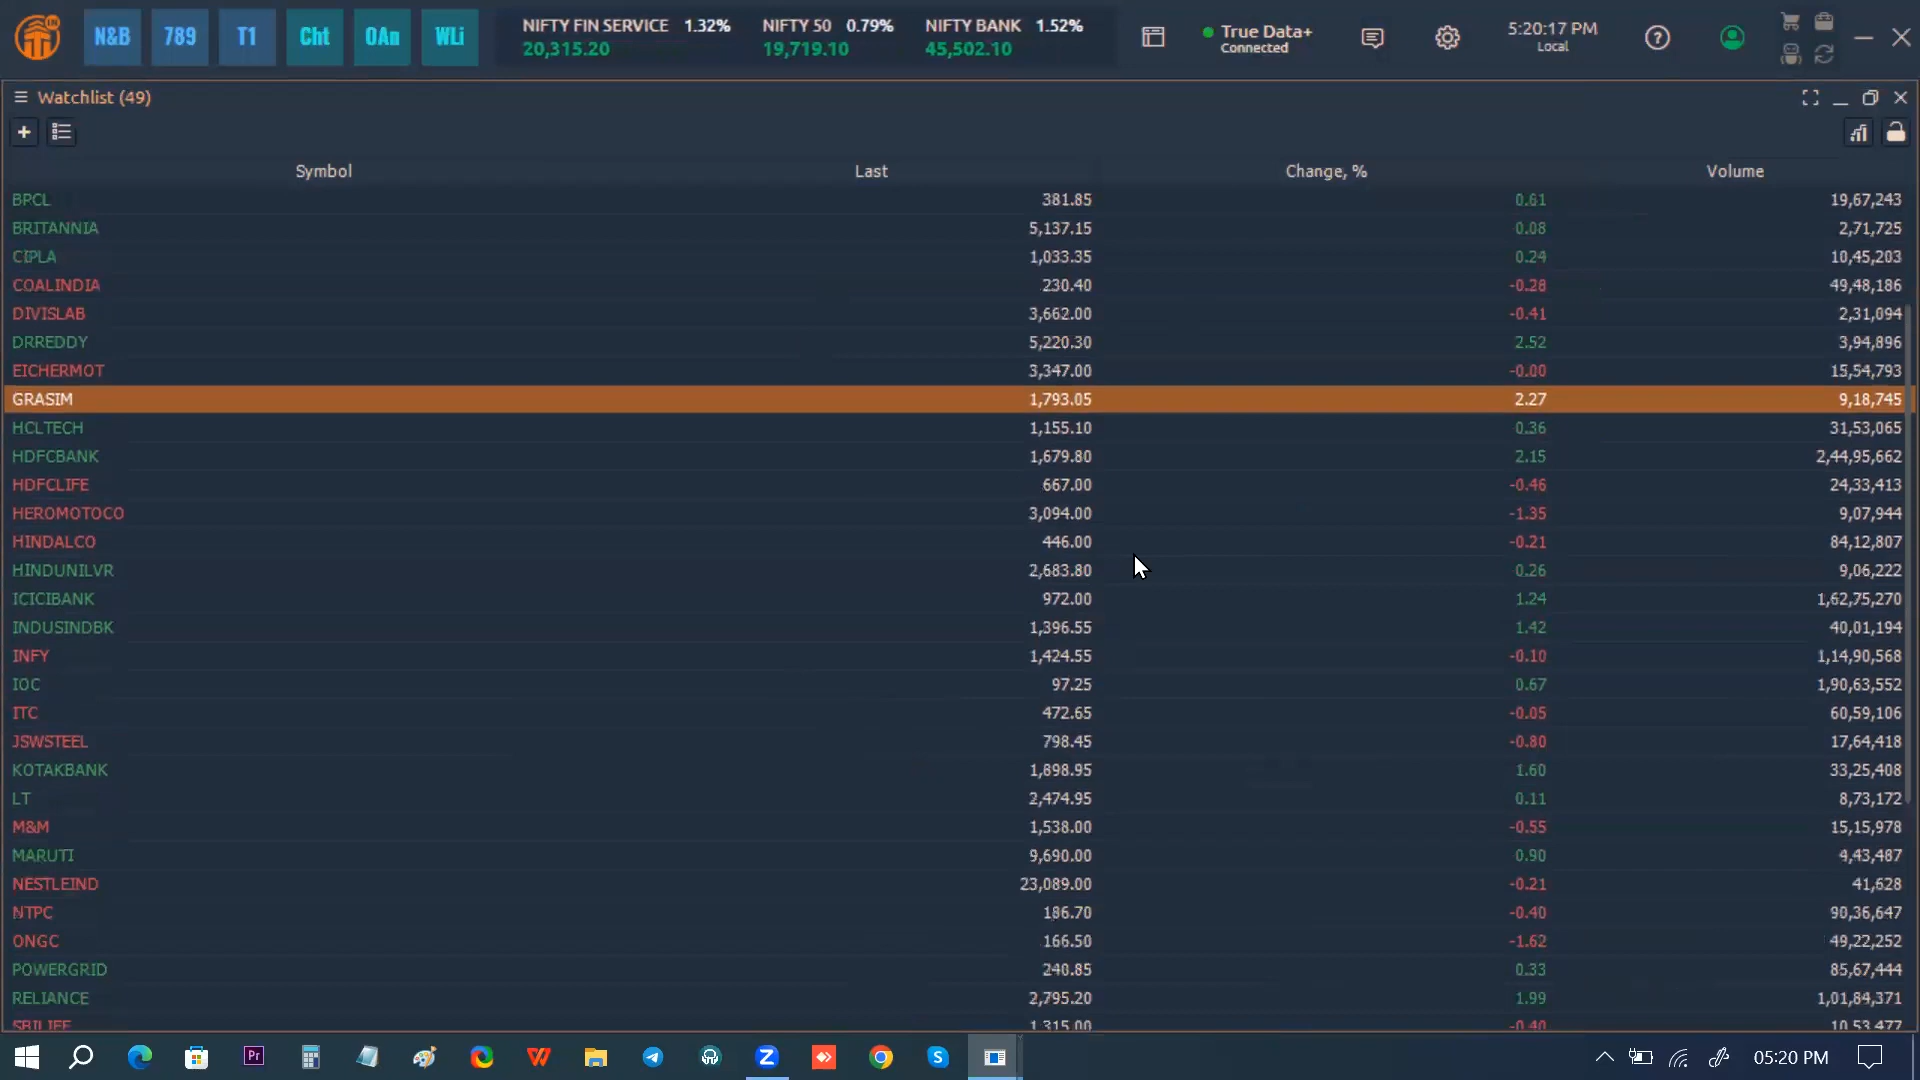 IN
N&B
789
T1
Cht
OAn
WLi
NIFTY FIN SERVICE 1.32%
20,315.20
NIFTY 50 0.79%
19,719.10
NIFTY BANK 1.52%
45,502.10
True Data+
Connected
5:20:17 PM
Local
Watchlist (49)
Symbol Last Change, % Volume
BPCL 381.85 0.61 19,67,243
BRITANNIA 5,137.15 0.08 2,71,725
CIPLA 1,033.35 0.24 10,45,203
COALINDIA 230.40 -0.28 49,48,186
DIVISLAB 3,662.00 -0.41 2,31,094
DRREDDY 5,220.30 2.52 3,94,896
EICHERMOT 3,347.00 -0.00 15,54,793
GRASIM 1,793.05 2.27 9,18,745
HCLTECH 1,155.10 0.36 31,53,065
HDFCBANK 1,679.80 2.15 2,44,95,662
HDFCLIFE 667.00 -0.46 24,33,413
HEROMOTOCO 3,094.00 -1.35 9,07,944
HINDALCO 446.00 -0.21 84,12,807
HINDUNILVR 2,683.80 0.26 9,06,222
ICICIBANK 972.00 1.24 1,62,75,270
INDUSINDBK 1,396.55 1.42 40,01,194
INFY 1,424.55 -0.10 1,14,90,568
IOC 97.25 0.67 1,90,63,552
ITC 472.65 -0.05 60,59,106
JSWSTEEL 798.45 -0.80 17,64,418
KOTAKBANK 1,898.95 1.60 33,25,408
LT 2,474.95 0.11 8,73,172
M&M 1,538.00 -0.55 15,15,978
MARUTI 9,690.00 0.90 4,43,487
NESTLEIND 23,089.00 -0.21 41,628
NTPC 186.70 -0.40 90,36,647
ONGC 166.50 -1.62 49,22,252
POWERGRID 240.85 0.33 85,67,444
RELIANCE 2,795.20 1.99 1,01,84,371
SBILIFE 1,315.00 -0.40 10,53,477
Pr
05:20 PM